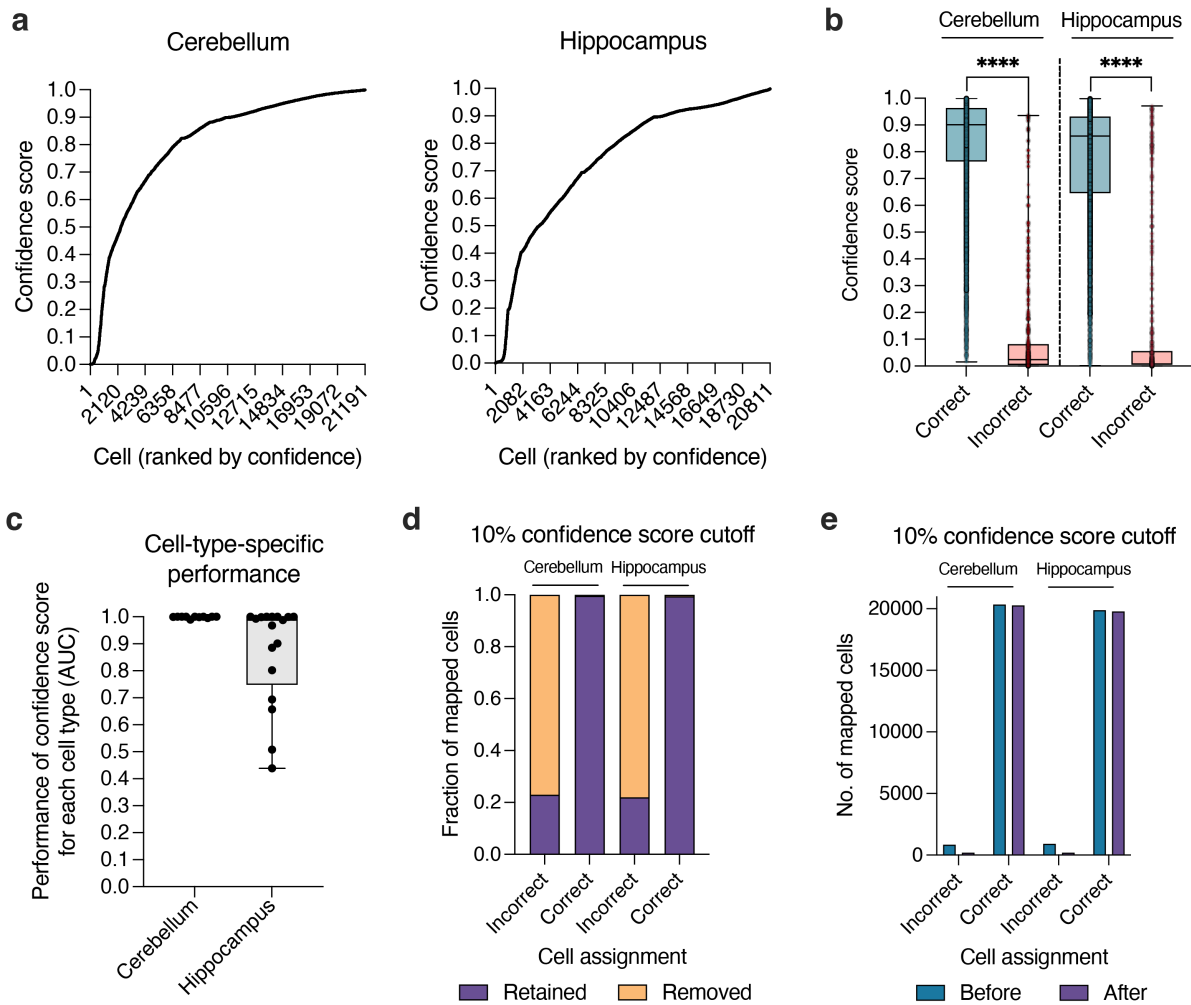 a
Cerebellum
Confidence score
1.0
0.9
0.8
0.7
0.6
0.5
0.4
0.3
0.2
0.1
0.0
1
2120
4239
6358
8477
10596
12715
14834
16953
19072
21191
Cell (ranked by confidence)
Hippocampus
Confidence score
1.0
0.9
0.8
0.7
0.6
0.5
0.4
0.3
0.2
0.1
0.0
1
2082
4163
6244
8325
10406
12487
14568
16649
18730
20811
Cell (ranked by confidence)
b
Cerebellum Hippocampus
**** ****
Confidence score
1.0
0.9
0.8
0.7
0.6
0.5
0.4
0.3
0.2
0.1
0.0
Correct
Incorrect
Correct
Incorrect
c
Cell-type-specific
performance
Performance of confidence score
for each cell type (AUC)
1.0
0.9
0.8
0.7
0.6
0.5
0.4
0.3
0.2
0.1
0.0
Cerebellum
Hippocampus
d
10% confidence score cutoff
Cerebellum Hippocampus
Fraction of mapped cells
1.0
0.8
0.6
0.4
0.2
0.0
Incorrect
Correct
Incorrect
Correct
Cell assignment
Retained Removed
e
10% confidence score cutoff
Cerebellum Hippocampus
No. of mapped cells
20000
15000
10000
5000
0
Incorrect
Correct
Incorrect
Correct
Cell assignment
Before After